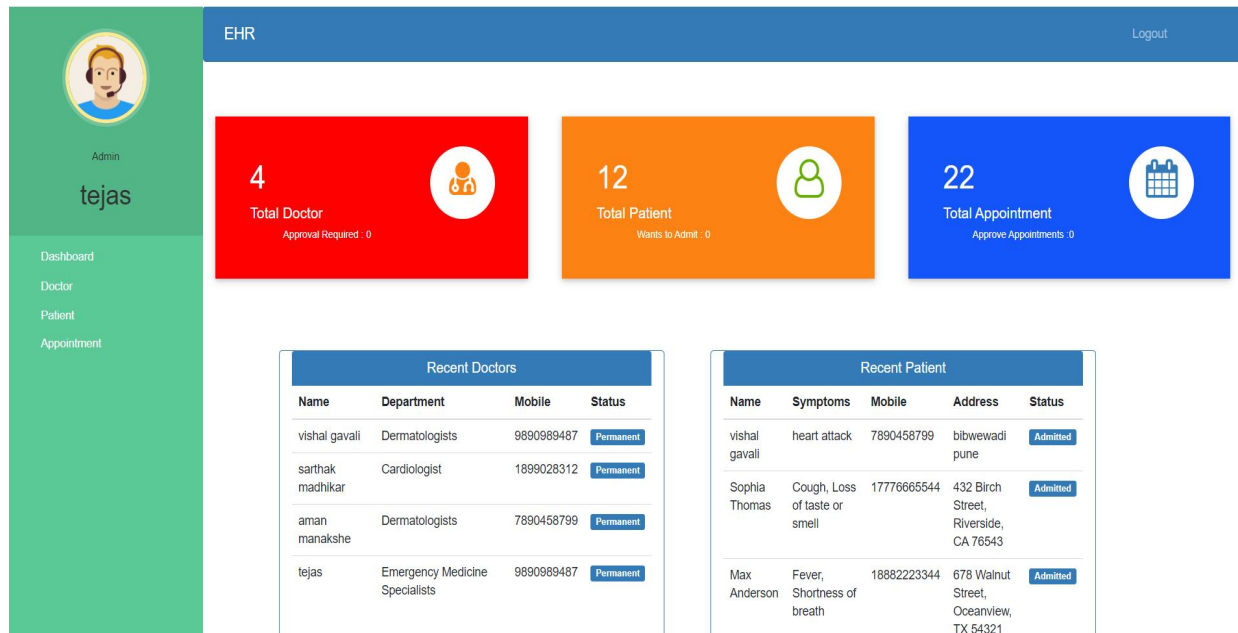 EHR
Logout
Admin
tejas
Dashboard
Doctor
Patient
Appointment
4
Total Doctor
Approval Required : 0
12
Total Patient
Wants to Admit : 0
22
Total Appointment
Approve Appointments :0
Recent Doctors
Name Department Mobile Status
vishal gavali Dermatologists 9890989487 Permanent
sarthak Cardiologist 1899028312 Permanent
madhikar
aman Dermatologists 7890458799 Permanent
manakshe
tejas Emergency Medicine 9890989487 Permanent
Specialists
Recent Patient
Name Symptoms Mobile Address Status
vishal heart attack 7890458799 bibwewadi Admitted
gavali pune
Sophia Cough, Loss 17776665544 432 Birch Admitted
Thomas of taste or Street,
smell Riverside,
CA 76543
Max Fever, 18882223344 678 Walnut Admitted
Anderson Shortness of Street,
breath Oceanview,
TX 54321